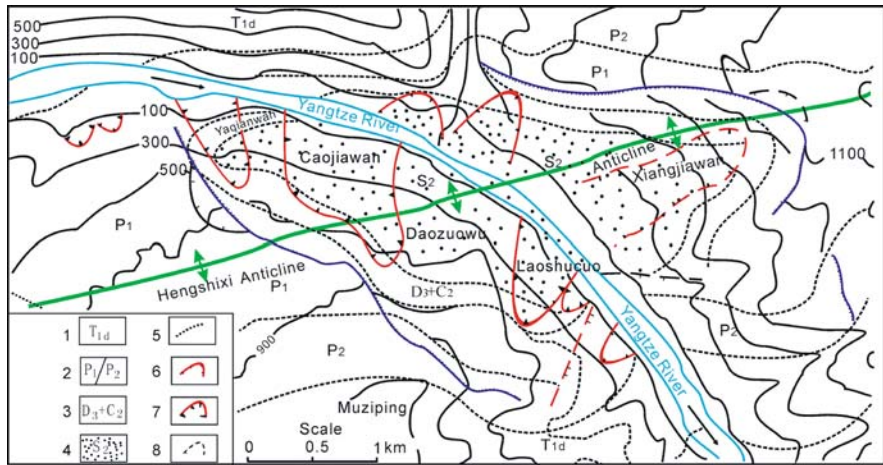 500
300
100
T1d
P2
P1
Yangtze River
100
300
500
Yaqianwan
Caojiawan
S2
S2
Anticline
Xiangjiawan
1100
P1
Daozuowu
Laoshucuo
Hengshixi Anticline
P1
D3+C2
Yangtze River
P2
P2
900
Muziping
T1d
Scale
0 0.5 1km
1 T1d 5
2 P1/P2 6
3 D3+C2 7
4 S2 8